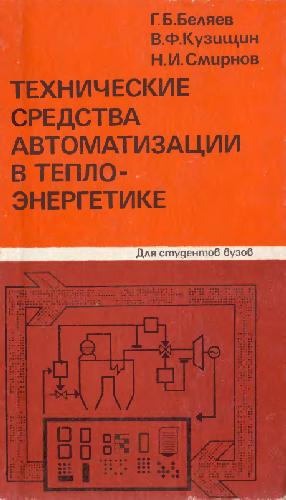 Г.Б.Беляев
В.Ф.Кузищин
Н.И.Смирнов
ТЕХНИЧЕСКИЕ
СРЕДСТВА
АВТОМАТИЗАЦИИ
В ТЕПЛО-
ЭНЕРГЕТИКЕ
Для студентов вузов